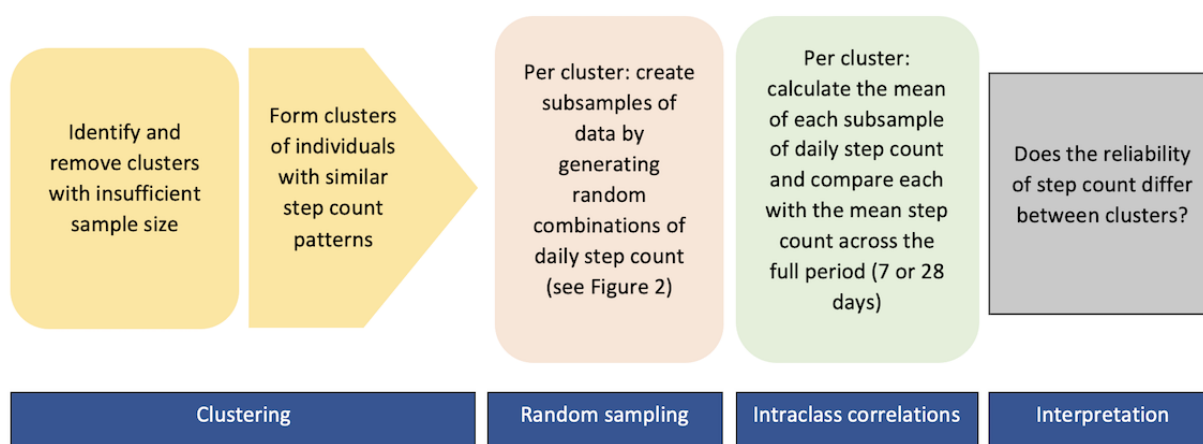 Identify and
remove clusters
with insufficient
sample size
Form clusters
of individuals
with similar
step count
patterns
Per cluster: create
subsamples of
data by
generating
random
combinations of
daily step count
(see Figure 2)
Per cluster:
calculate the mean
of each subsample
of daily step count
and compare each
with the mean step
count across the
full period (7 or 28
days)
Does the reliability
of step count differ
between clusters?
Clustering
Random sampling
Intraclass correlations
Interpretation